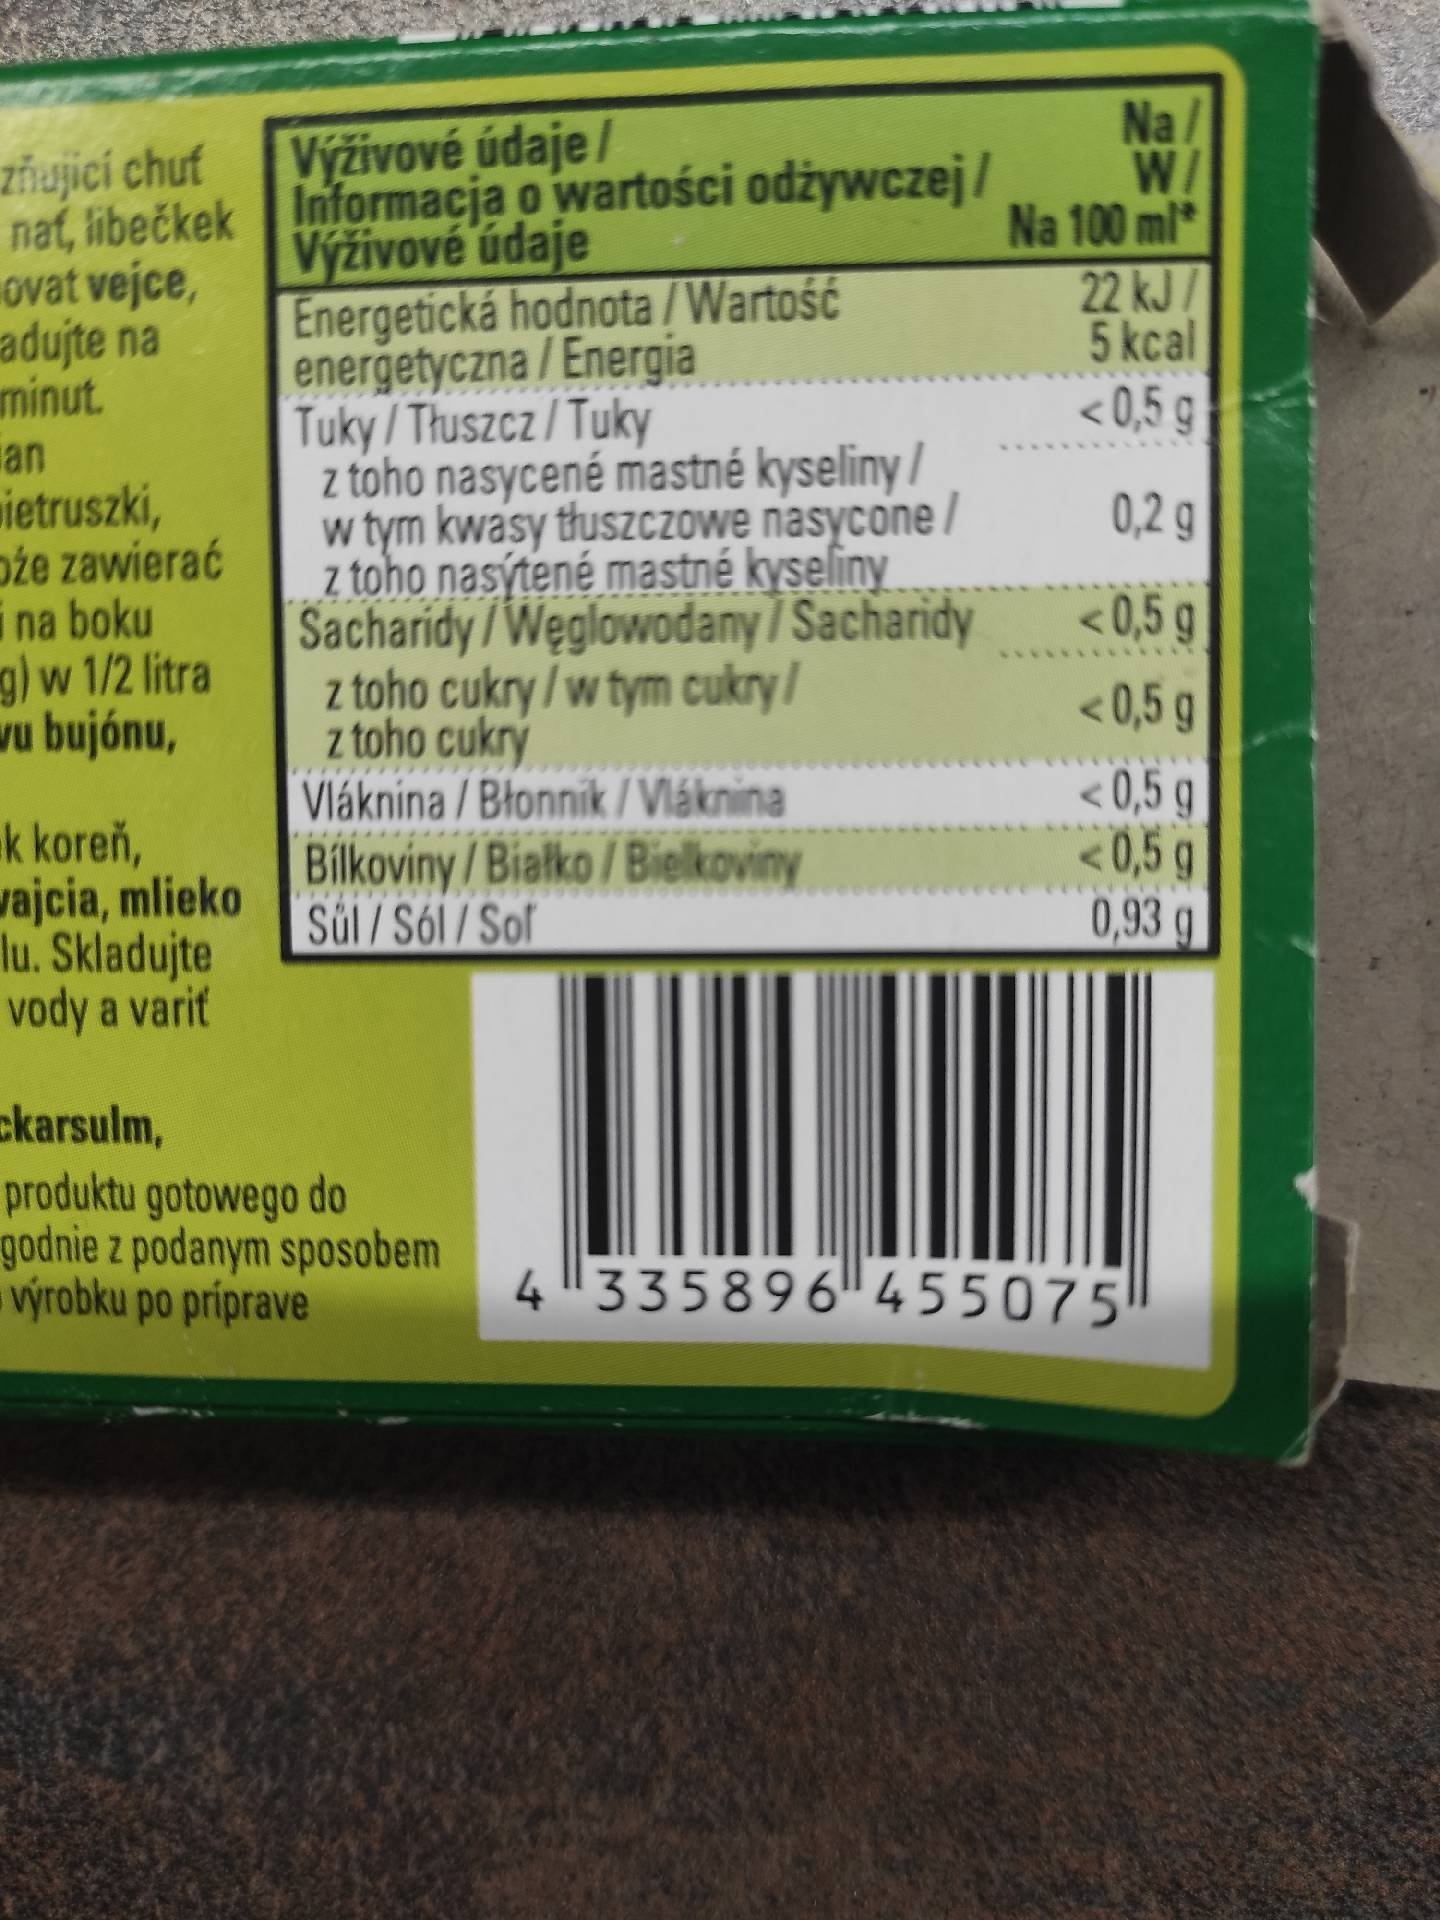 zňující chuť
nať, libečkek
ovat vejce,
adujte na
minut.
ian
pietruszki,
oże zawierać
i na boku
g) w 1/2 litra
vu bujónu,
k koreň,
vajcia, mlieko
lu. Skladujte
vody a variť
ckarsulm,
produktu gotowego do
godnie z podanym sposobem
výrobku po príprave
Výživové údaje /
Informacja o wartości odżywczej /
Výživové údaje
Na /
W /
Na 100 ml*
Energetická hodnota / Wartość
energetyczna / Energia
22 kJ /
5 kcal
Tuky / Tłuszcz / Tuky
< 0,5 g
z toho nasycené mastné kyseliny /
w tym kwasy tłuszczowe nasycone /
z toho nasýtené mastné kyseliny
0,2 g
Sacharidy / Węglowodany / Sacharidy
< 0,5 g
z toho cukry / w tym cukry /
z toho cukry
< 0,5 g
Vláknina / Błonnik / Vláknina
< 0,5 g
Bílkoviny / Białko / Bielkoviny
< 0,5 g
Sůl / Sól / Soľ
0,93 g
4 335896 455075